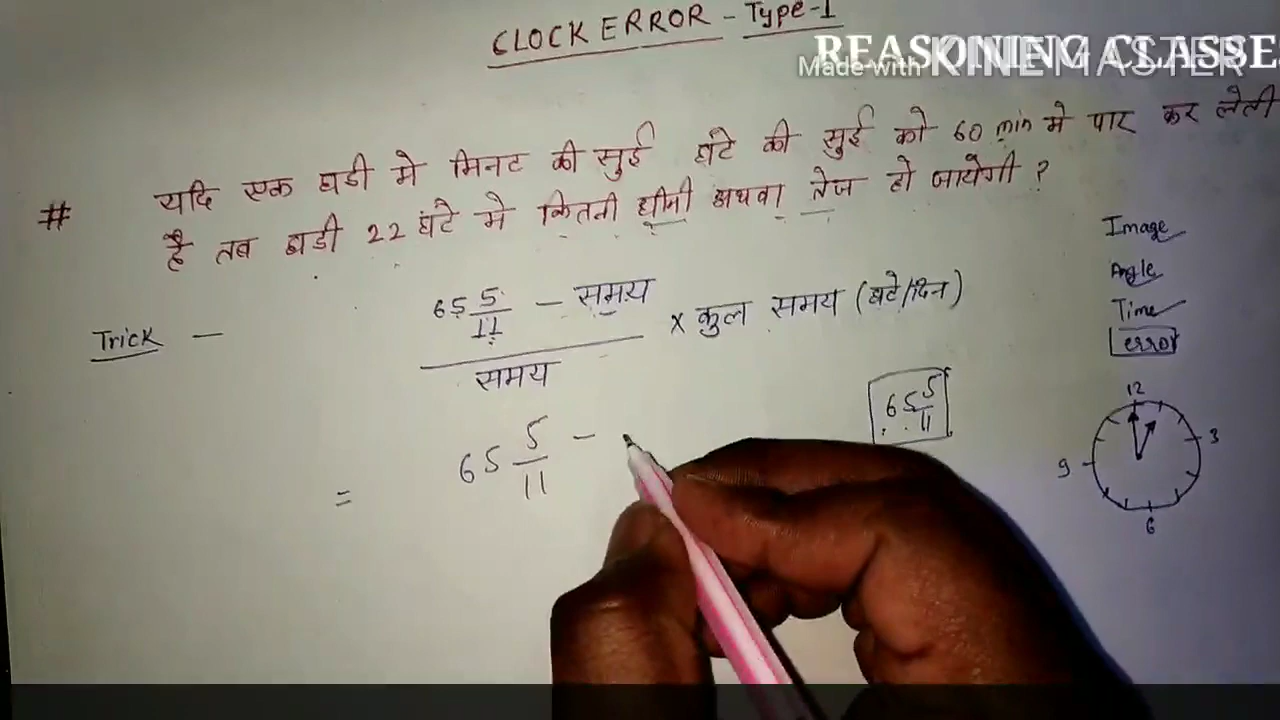 CLOCK ERROR - Type-1
REASONING CLASSE
Made with KINEMASTER
# यदि एक घडी मे मिनट की सुई घंटे की सुई को 60 min मे पार कर लेती
है तब घडी 22 घंटे मे कितनी धीमी अथवा तेज हो जायेगी ?
Image
Angle
Time
error
Trick - 65 5/11 - समय / समय × कुल समय (घंटे/दिन)
65 5/11
= 65 5/11 -
12
3
9
6